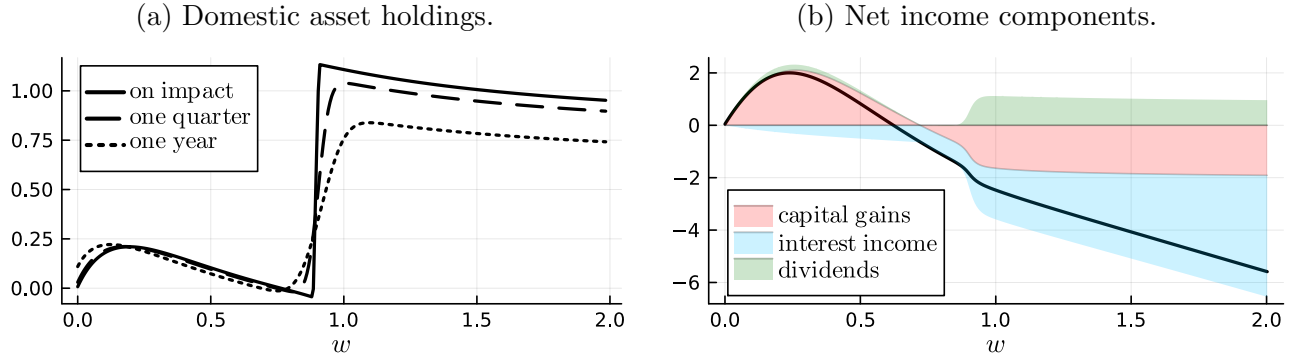 (a) Domestic asset holdings.
on impact
one quarter
one year
1.00
0.75
0.50
0.25
0.00
0.0 0.5 1.0 1.5 2.0
w
(b) Net income components.
2
0
−2
−4
−6
capital gains
interest income
dividends
0.0 0.5 1.0 1.5 2.0
w